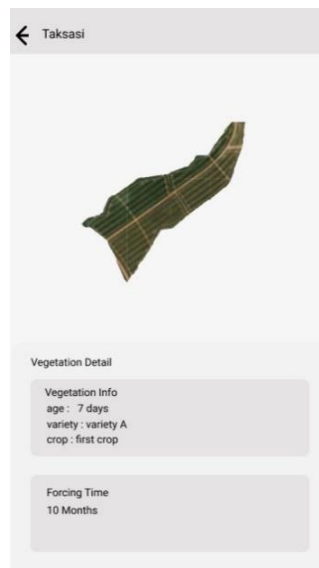 Taksasi
Vegetation Detail
Vegetation Info
age : 7 days
variety : variety A
crop : first crop
Forcing Time
10 Months